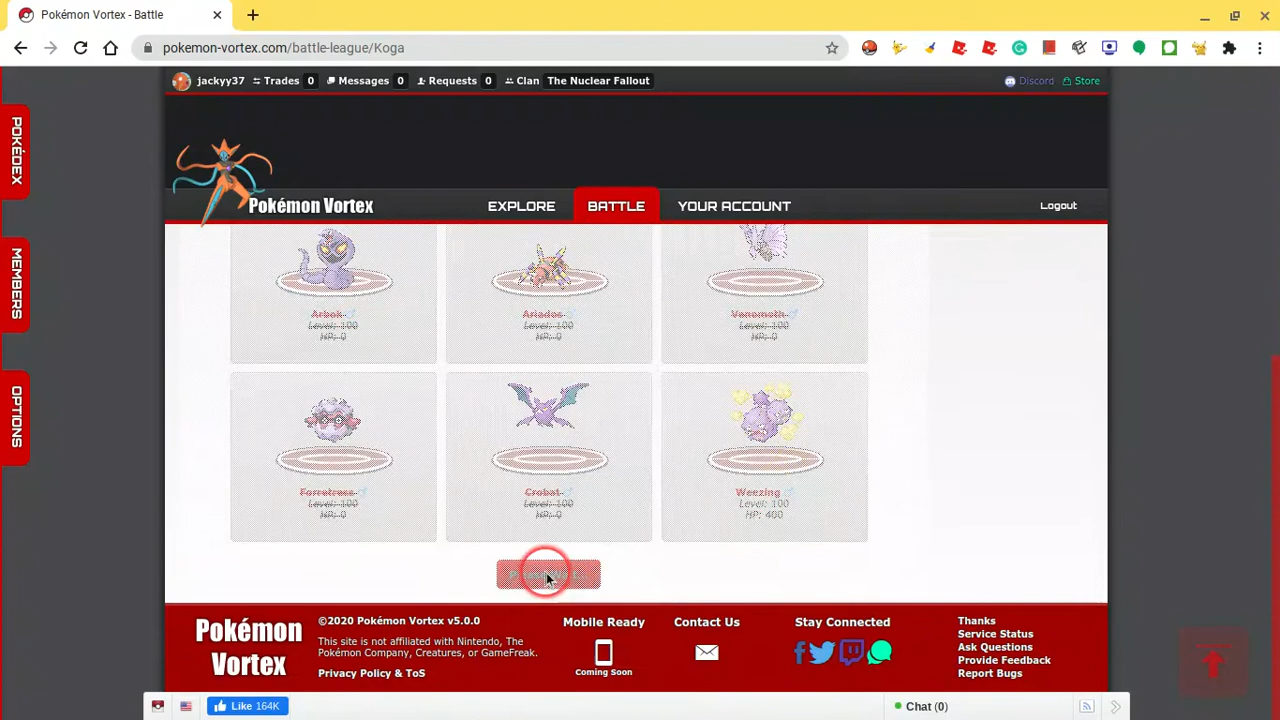 Pokémon Vortex - Battle
pokemon-vortex.com/battle-league/Koga
jackyy37 Trades 0 Messages 0 Requests 0 Clan The Nuclear Fallout Discord Store
POKÉDEX
MEMBERS
OPTIONS
Pokémon Vortex EXPLORE BATTLE YOUR ACCOUNT Logout
Arbok♂ Ariados♂ Venomoth♂
Level: 100 Level: 100 Level: 100
HP: 0 HP: 0 HP: 0
Forretress♂ Crobat♂ Weezing♂
Level: 100 Level: 100 Level: 100
HP: 0 HP: 0 HP: 400
Pokémon Vortex
©2020 Pokémon Vortex v5.0.0
This site is not affiliated with Nintendo, The
Pokémon Company, Creatures, or GameFreak.
Privacy Policy & ToS
Mobile Ready
Coming Soon
Contact Us
Stay Connected
Thanks
Service Status
Ask Questions
Provide Feedback
Report Bugs
Like 164K
Chat (0)